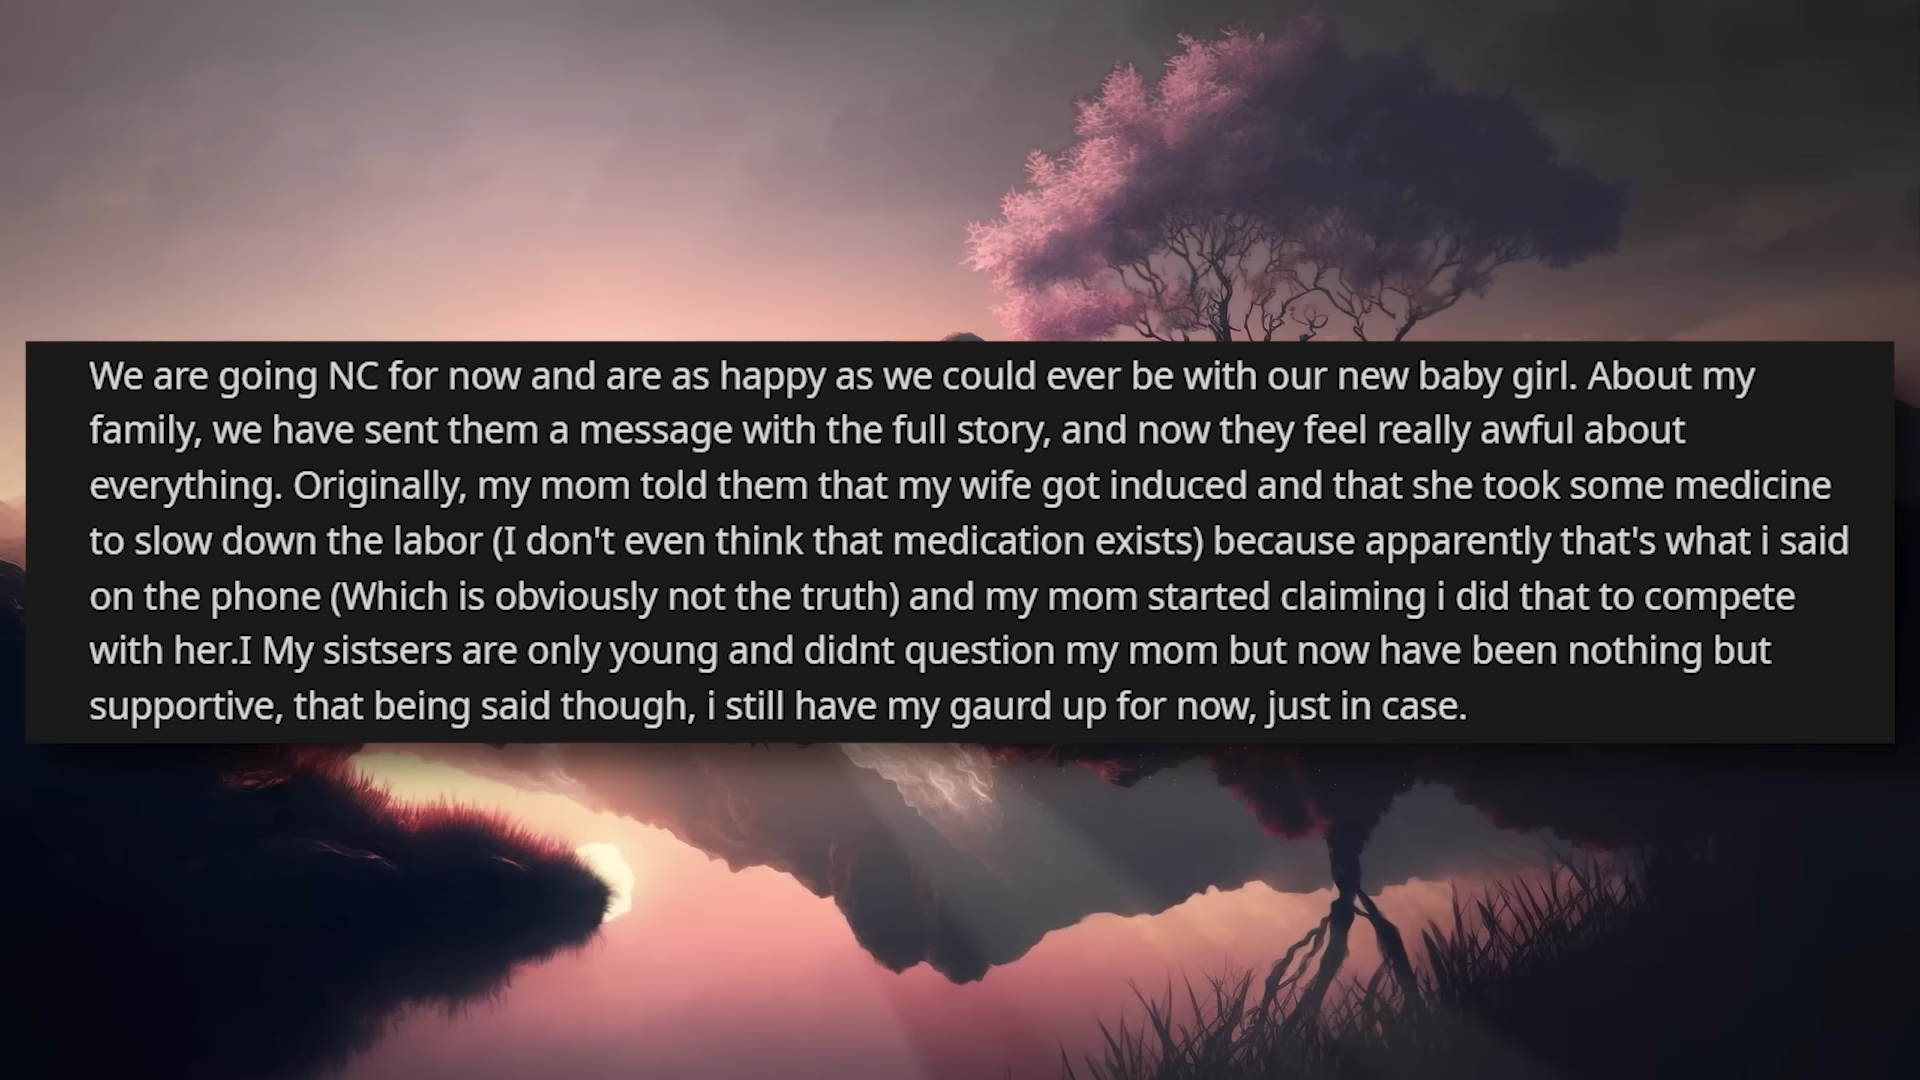 We are going NC for now and are as happy as we could ever be with our new baby girl. About my
family, we have sent them a message with the full story, and now they feel really awful about
everything. Originally, my mom told them that my wife got induced and that she took some medicine
to slow down the labor (I don't even think that medication exists) because apparently that's what i said
on the phone (Which is obviously not the truth) and my mom started claiming i did that to compete
with her.I My sistsers are only young and didnt question my mom but now have been nothing but
supportive, that being said though, i still have my gaurd up for now, just in case.